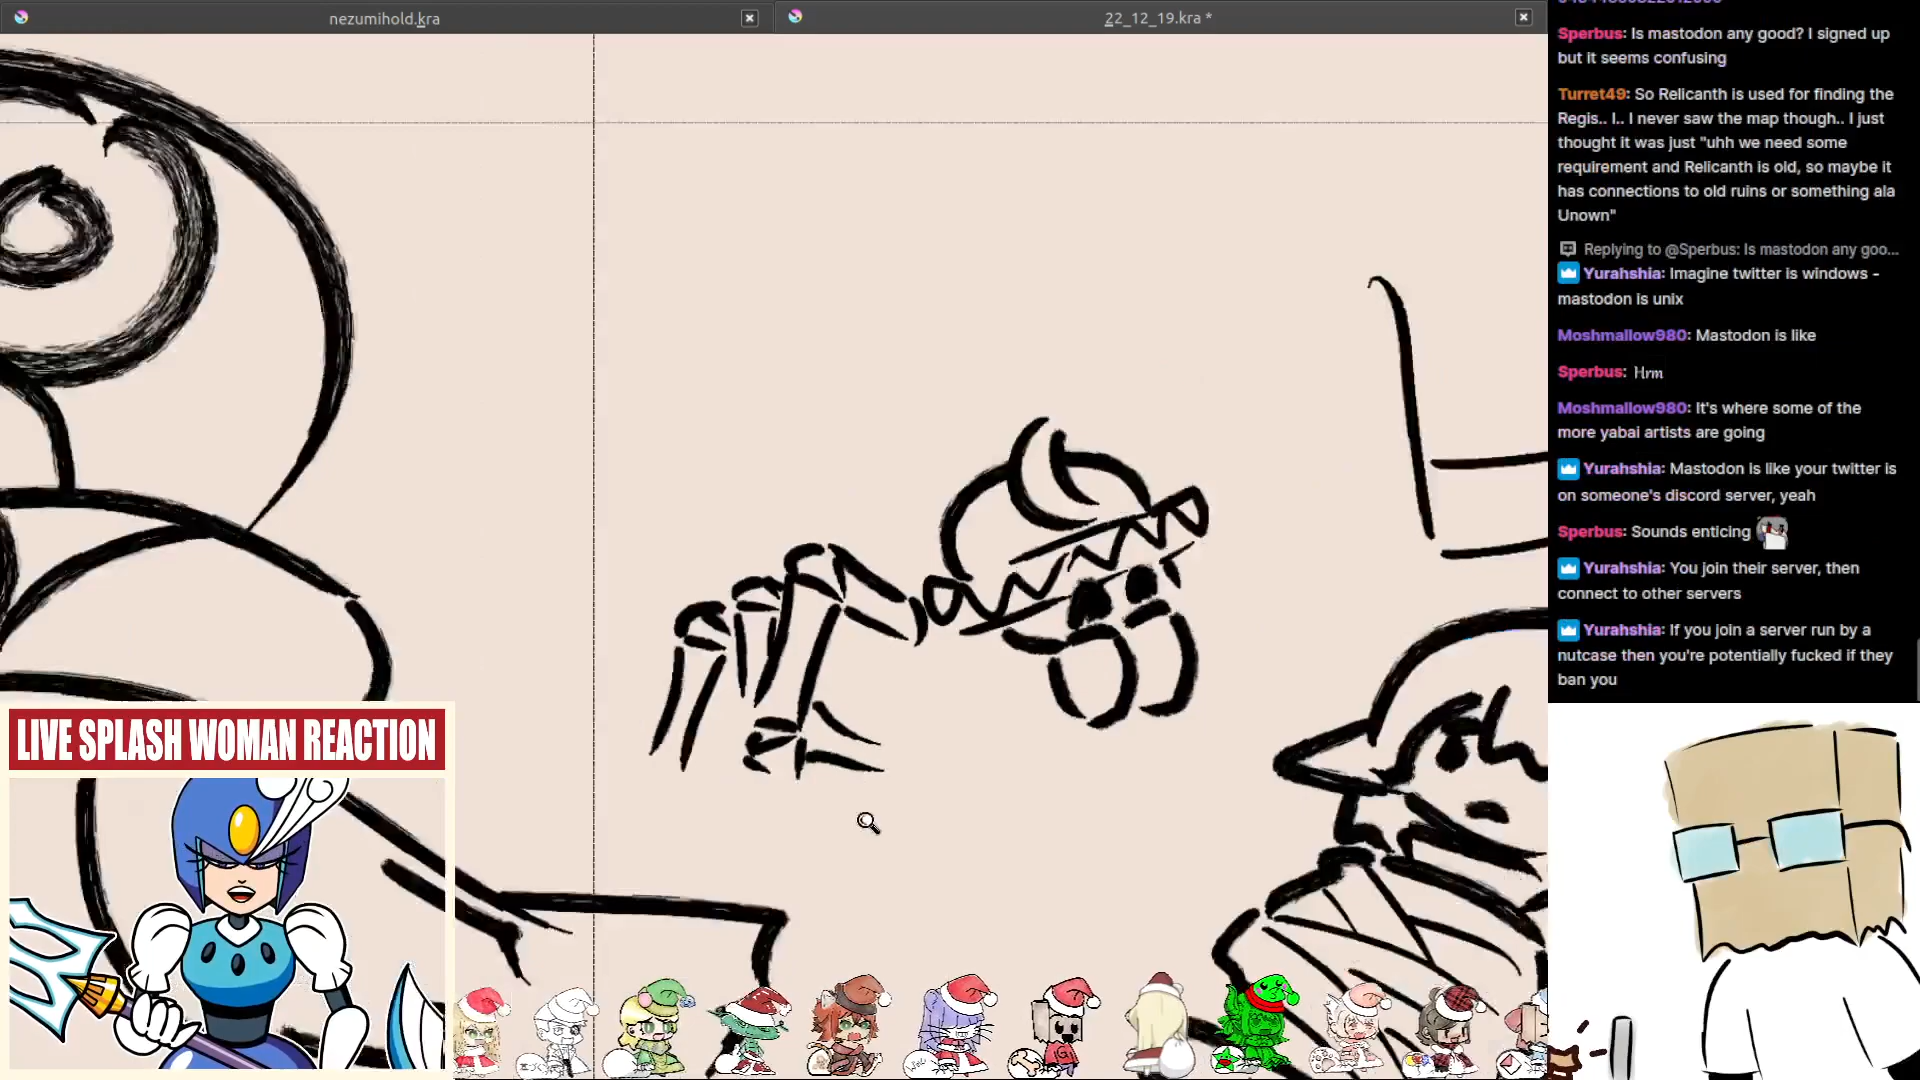 nezumihold.kra
22_12_19.kra *
Sperbus: Is mastodon any good? I signed up
but it seems confusing
Turret49: So Relicanth is used for finding the
Regis.. I.. I never saw the map though.. I just
thought it was just "uhh we need some
requirement and Relicanth is old, so maybe it
has connections to old ruins or something ala
Unown"
Replying to @Sperbus: Is mastodon any goo...
Yurahshia: Imagine twitter is windows -
mastodon is unix
Moshmallow980: Mastodon is like
Sperbus: Hrm
Moshmallow980: It's where some of the
more yabai artists are going
Yurahshia: Mastodon is like your twitter is
on someone's discord server, yeah
Sperbus: Sounds enticing
Yurahshia: You join their server, then
connect to other servers
Yurahshia: If you join a server run by a
nutcase then you're potentially fucked if they
ban you
LIVE SPLASH WOMAN REACTION